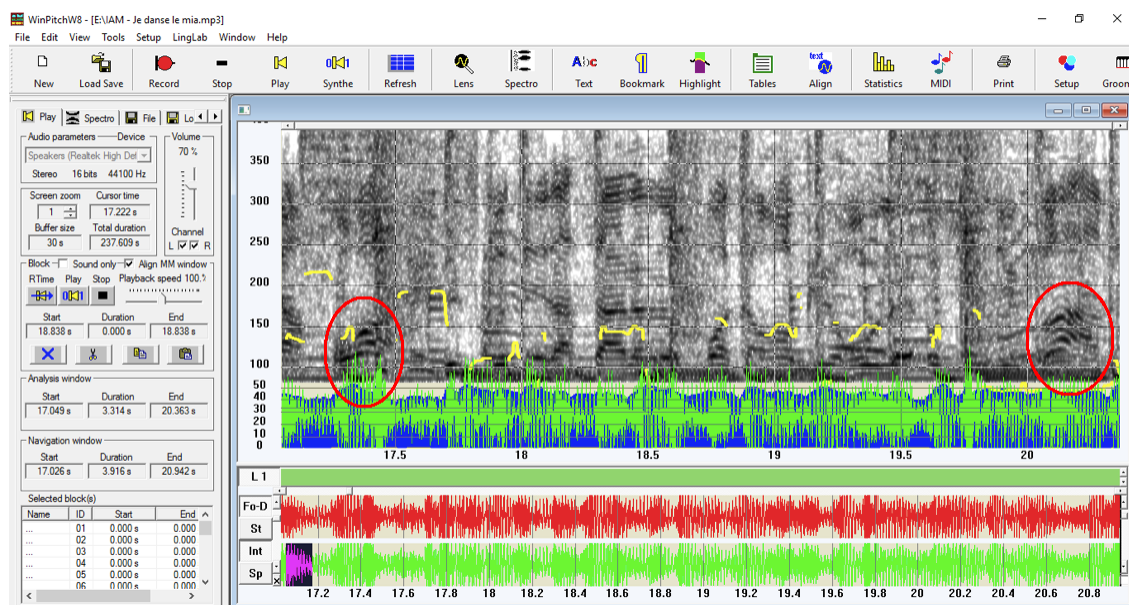 WinPitchW8 - [E:\IAM - Je danse le mia.mp3]
File Edit View Tools Setup LingLab Window Help
New Load Save Record Stop Play Synthe Refresh Lens Spectro Text Bookmark Highlight Tables Align Statistics MIDI Print Setup Groom
Play Spectro File Lo
Audio parameters Device Volume
Speakers (Realtek High Def 70 %
Stereo 16 bits 44100 Hz
Screen zoom Cursor time
1 17.222 s
Buffer size Total duration Channel
30 s 237.609 s L R
Block Sound only Align MM window
RTime Play Stop Playback speed 100.%
Start Duration End
18.838 s 0.000 s 18.838 s
Analysis window
Start Duration End
17.049 s 3.314 s 20.363 s
Navigation window
Start Duration End
17.026 s 3.916 s 20.942 s
Selected block(s)
Name ID Start End
... 01 0.000 s 0.000
... 02 0.000 s 0.000
... 03 0.000 s 0.000
... 04 0.000 s 0.000
... 05 0.000 s 0.000
... 06 0.000 s 0.000
350
300
250
200
150
100
50
40
30
20
10
0
17.5 18 18.5 19 19.5 20
L 1
Fo-D
St
Int
Sp
17.2 17.4 17.6 17.8 18 18.2 18.4 18.6 18.8 19 19.2 19.4 19.6 19.8 20 20.2 20.4 20.6 20.8